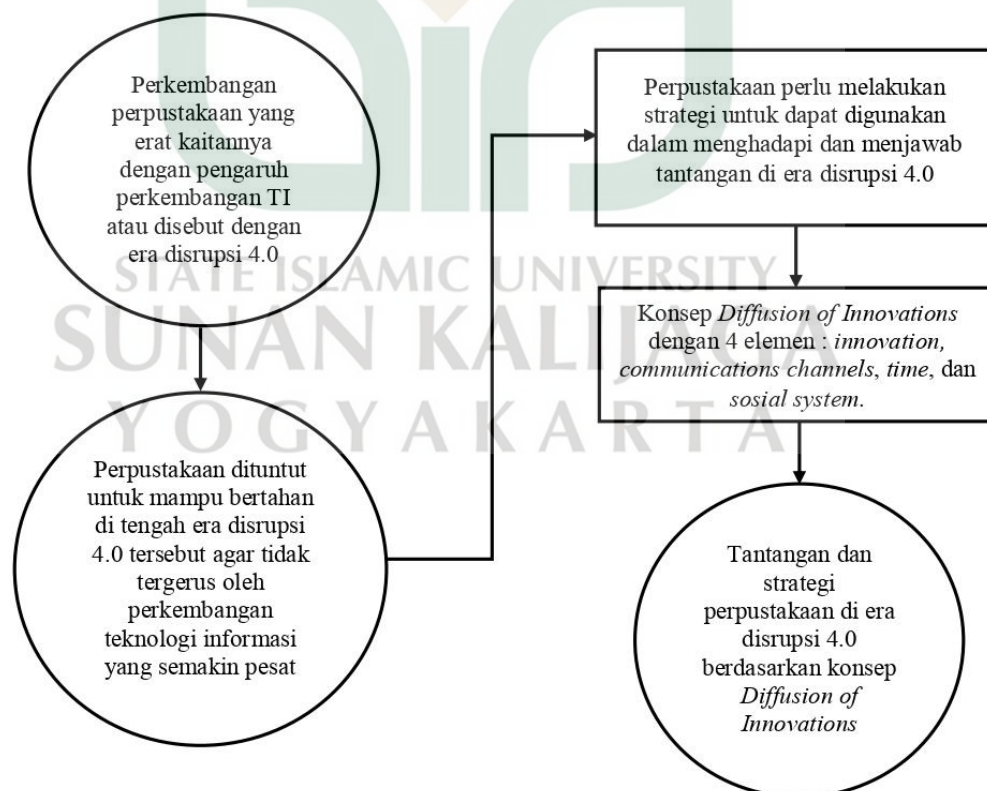 Perkembangan
perpustakaan yang
erat kaitannya
dengan pengaruh
perkembangan TI
atau disebut dengan
era disrupsi 4.0
Perpustakaan dituntut
untuk mampu bertahan
di tengah era disrupsi
4.0 tersebut agar tidak
tergerus oleh
perkembangan
teknologi informasi
yang semakin pesat
Perpustakaan perlu melakukan
strategi untuk dapat digunakan
dalam menghadapi dan menjawab
tantangan di era disrupsi 4.0
Konsep Diffusion of Innovations
dengan 4 elemen : innovation,
communications channels, time, dan
sosial system.
Tantangan dan
strategi
perpustakaan di era
disrupsi 4.0
berdasarkan konsep
Diffusion of
Innovations
STATE ISLAMIC UNIVERSITY
SUNAN KALIJAGA
YOGYAKARTA